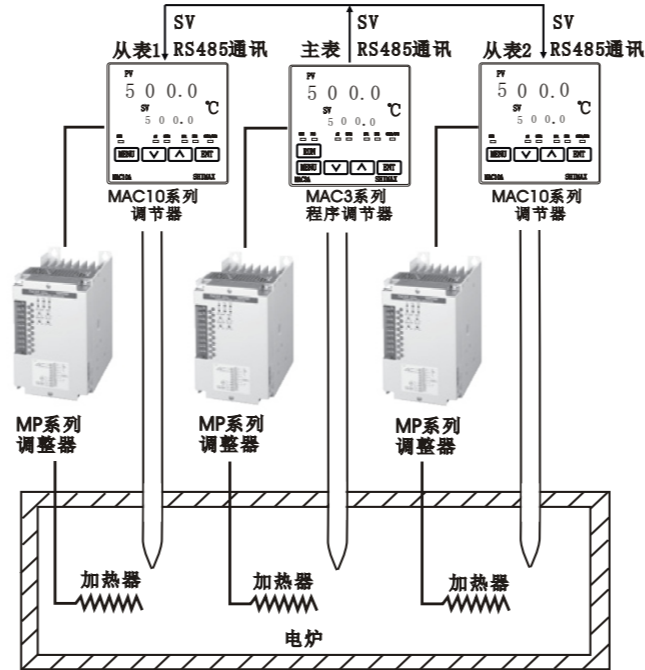 SV
SV
从表1
RS485通讯
主表
RS485通讯
从表2
RS485通讯
PV
500.0
SV
500.0
℃
MENU
ENT
MAC10A
SHIMAX
PV
500.0
SV
500.0
℃
RUN
MENU
ENT
SHIMAX
PV
500.0
SV
500.0
℃
MENU
ENT
MAC10A
SHIMAX
MAC10系列
调节器
MAC3系列
程序调节器
MAC10系列
调节器
MP系列
调整器
MP系列
调整器
MP系列
调整器
加热器
加热器
加热器
电炉